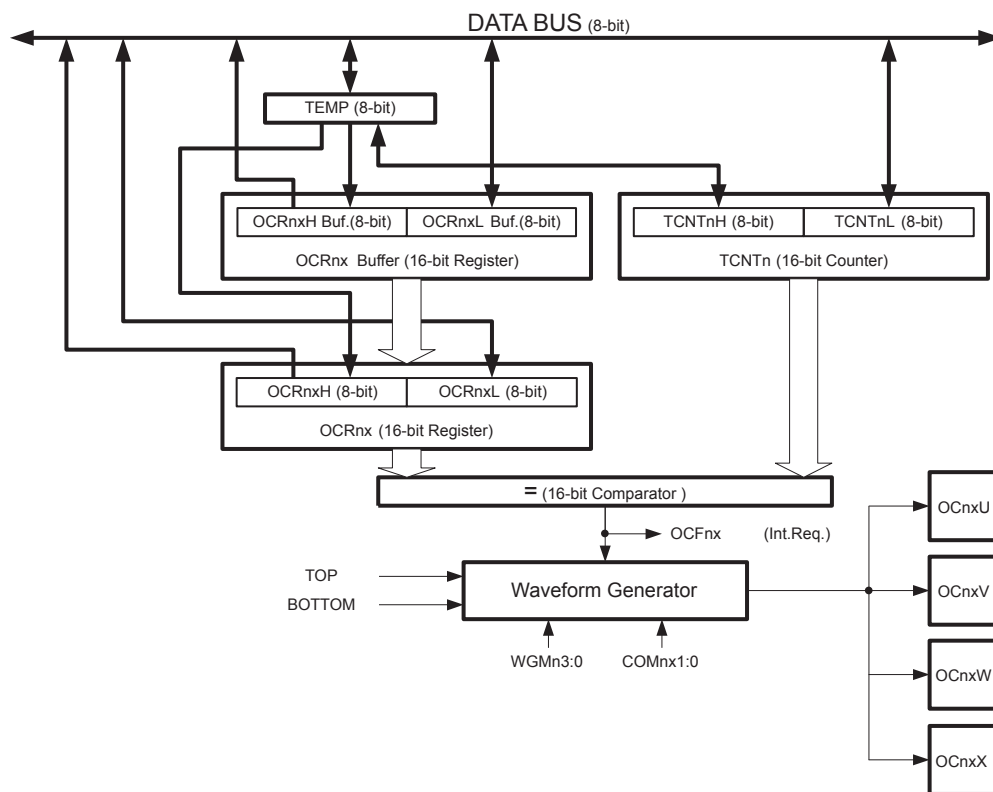 DATA BUS (8-bit)
TEMP (8-bit)
OCRnxH Buf.(8-bit)
OCRnxL Buf.(8-bit)
TCNTnH (8-bit)
TCNTnL (8-bit)
OCRnx Buffer (16-bit Register)
TCNTn (16-bit Counter)
OCRnxH (8-bit)
OCRnxL (8-bit)
OCRnx (16-bit Register)
= (16-bit Comparator )
OCnxU
OCFnx (Int.Req.)
TOP
Waveform Generator
OCnxV
BOTTOM
WGMn3:0
COMnx1:0
OCnxW
OCnxX